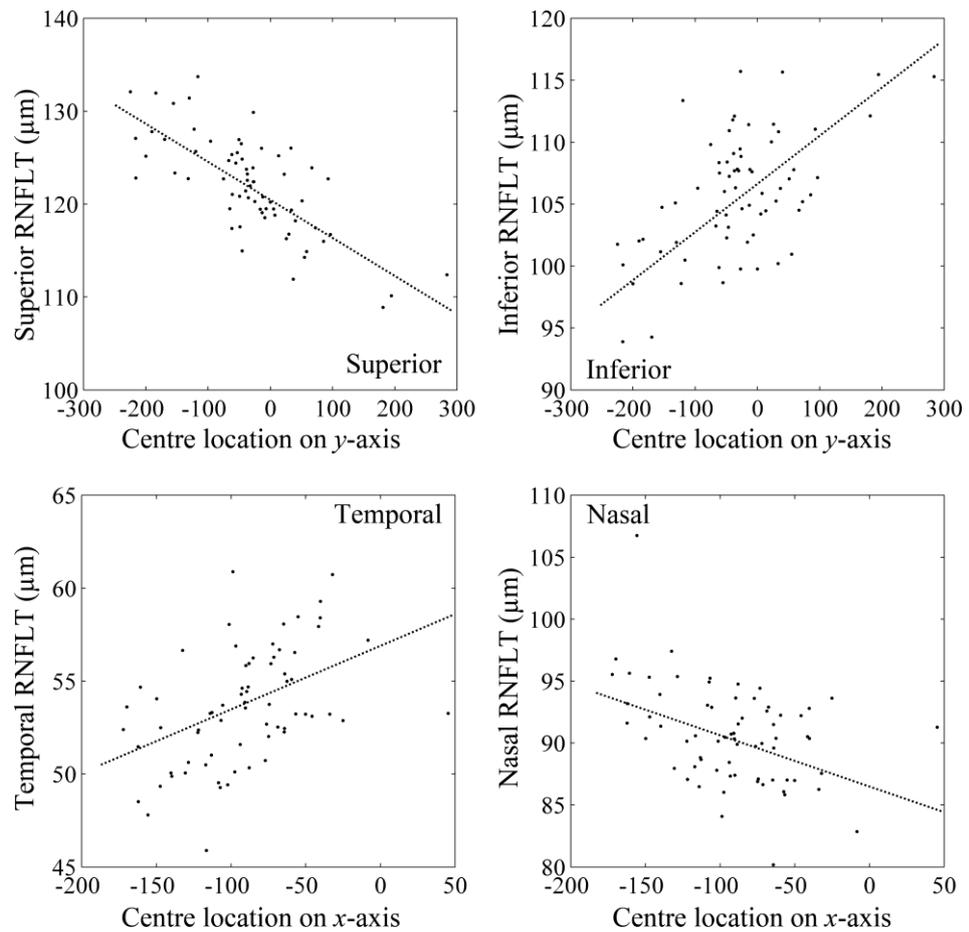 140
130
120
110
100
Superior RNFLT (μm)
Superior
-300 -200 -100 0 100 200 300
Centre location on y-axis
120
115
110
105
100
95
90
Inferior RNFLT (μm)
Inferior
-300 -200 -100 0 100 200 300
Centre location on y-axis
65
60
55
50
45
Temporal RNFLT (μm)
Temporal
-200 -150 -100 -50 0 50
Centre location on x-axis
110
105
100
95
90
85
80
Nasal RNFLT (μm)
Nasal
-200 -150 -100 -50 0 50
Centre location on x-axis